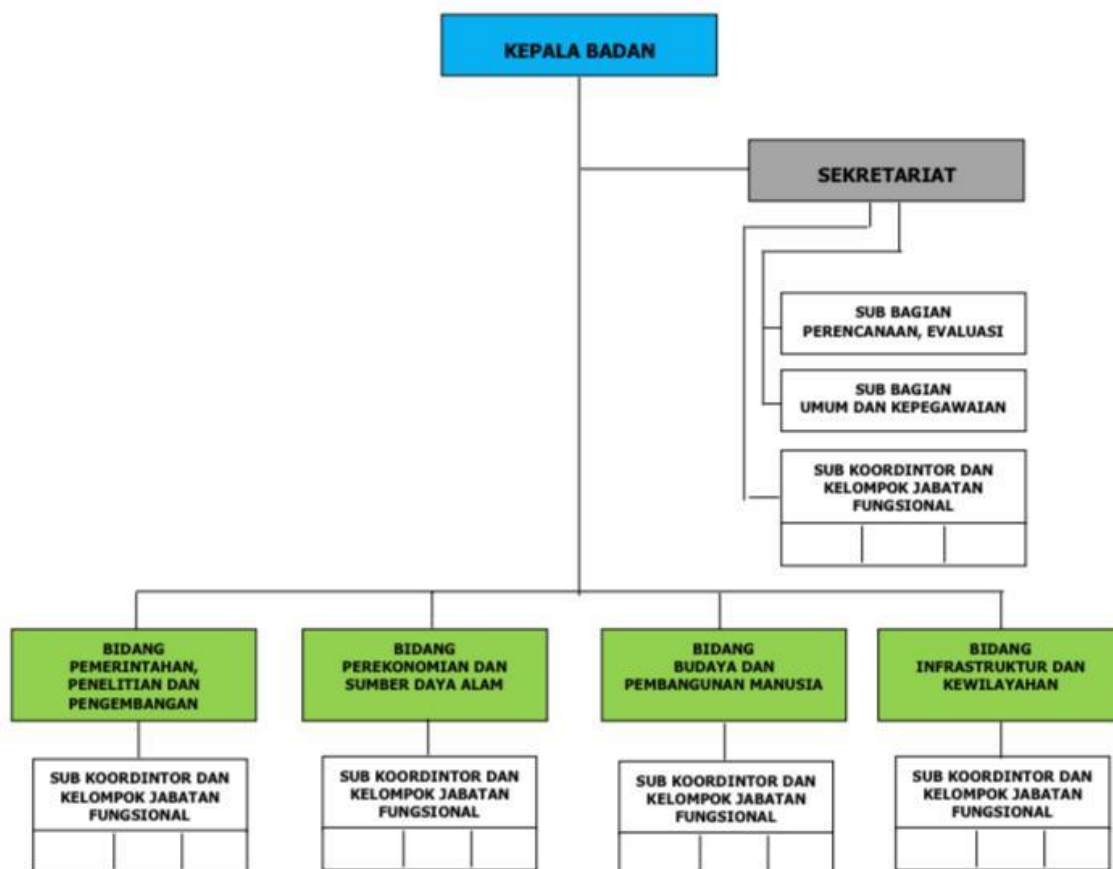 KEPALA BADAN
SEKRETARIAT
SUB BAGIAN
PERENCANAAN, EVALUASI
SUB BAGIAN
UMUM DAN KEPEGAWAIAN
SUB KOORDINTOR DAN
KELOMPOK JABATAN
FUNGSIONAL
BIDANG
PEMERINTAHAN,
PENELITIAN DAN
PENGEMBANGAN
BIDANG
PEREKONOMIAN DAN
SUMBER DAYA ALAM
BIDANG
BUDAYA DAN
PEMBANGUNAN MANUSIA
BIDANG
INFRASTRUKTUR DAN
KEWILAYAHAN
SUB KOORDINTOR DAN
KELOMPOK JABATAN
FUNGSIONAL
SUB KOORDINTOR DAN
KELOMPOK JABATAN
FUNGSIONAL
SUB KOORDINTOR DAN
KELOMPOK JABATAN
FUNGSIONAL
SUB KOORDINTOR DAN
KELOMPOK JABATAN
FUNGSIONAL